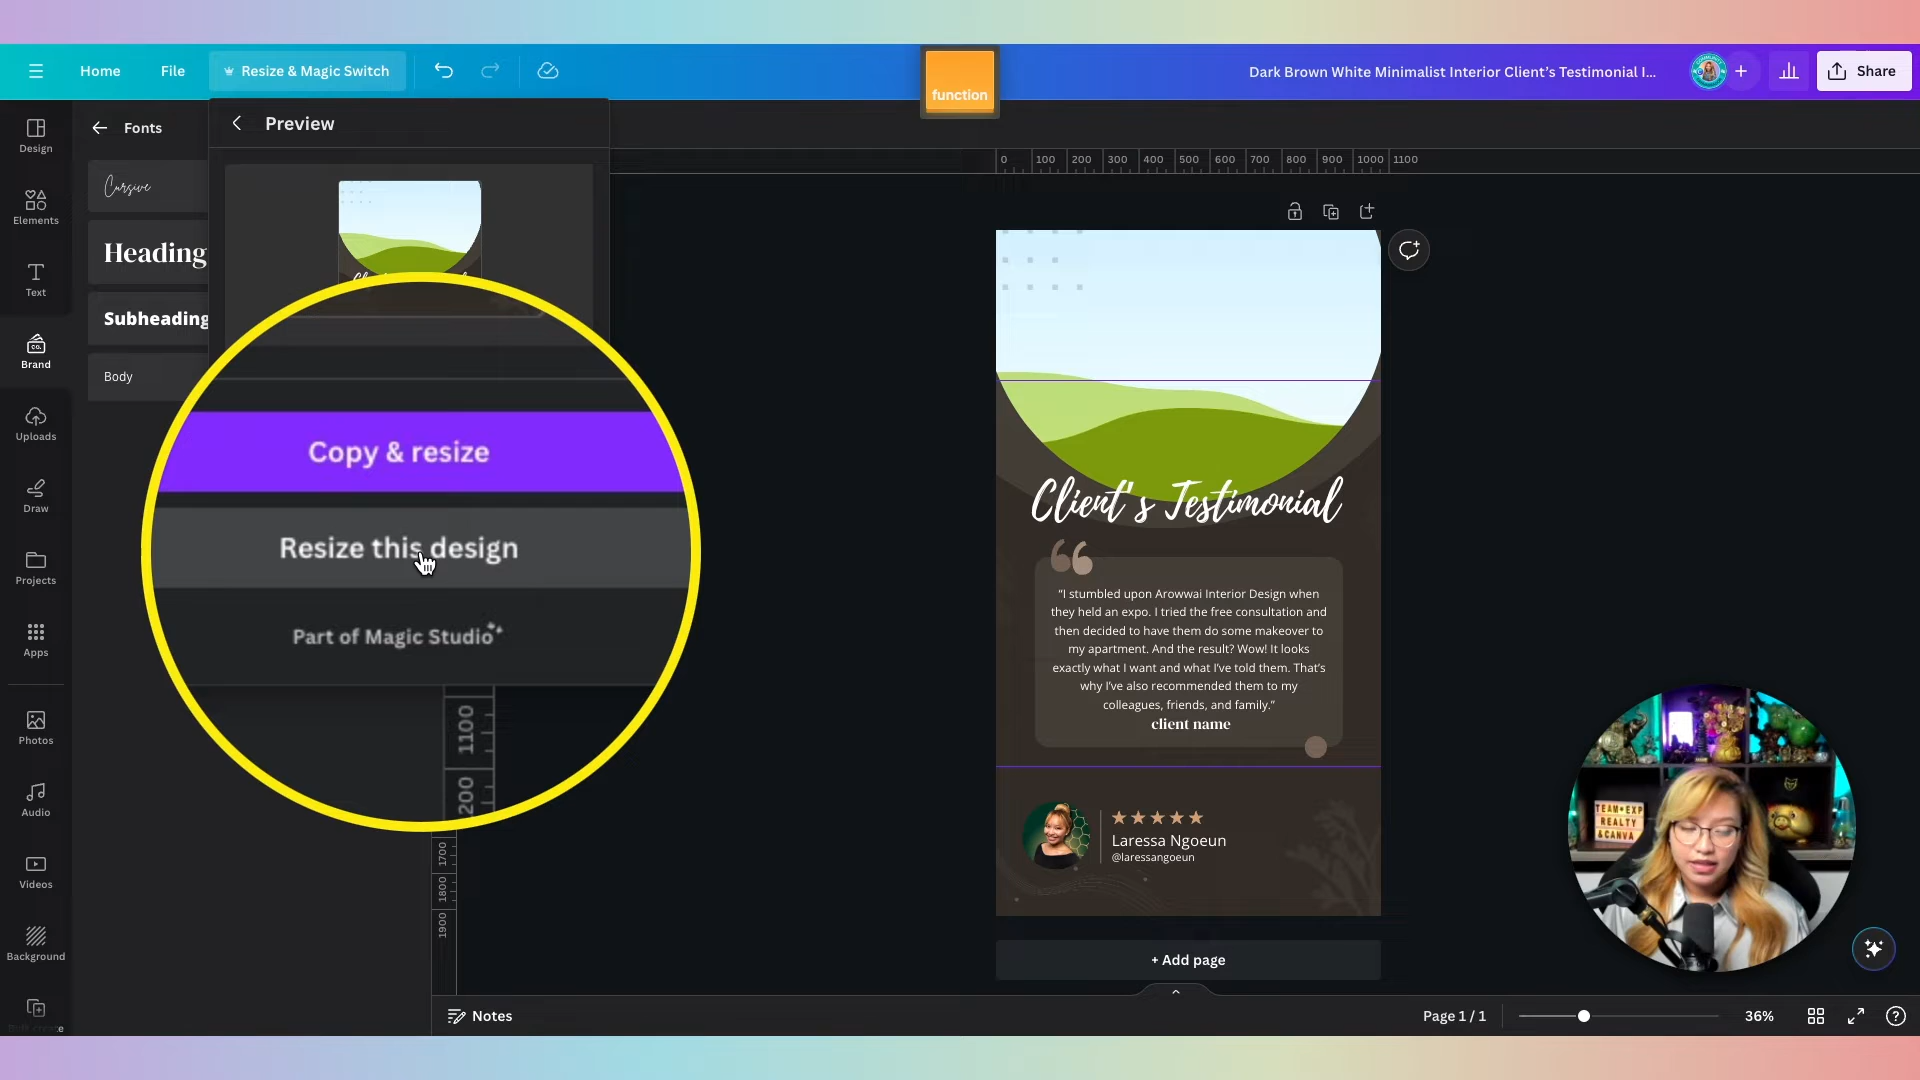 Home
File
Resize & Magic Switch
function
Dark Brown White Minimalist Interior Client's Testimonial I...
Share
Design
Elements
Text
Brand
Uploads
Draw
Projects
Apps
Photos
Audio
Videos
Background
Fonts
Cursive
Heading
Subheading
Body
Preview
Copy & resize
Resize this design
Part of Magic Studio
1100
200
1700
1800
1900
0 100 200 300 400 500 600 700 800 900 1000 1100
Client's Testimonial
"I stumbled upon Arowwai Interior Design when
they held an expo. I tried the free consultation and
then decided to have them do some makeover to
my apartment. And the result? Wow! It looks
exactly what I want and what I've told them. That's
why I've also recommended them to my
colleagues, friends, and family."
client name
Laressa Ngoeun
@laressangoeun
+ Add page
TEAM EXP
REALTY
& CANVA
Notes
Page 1 / 1
36%